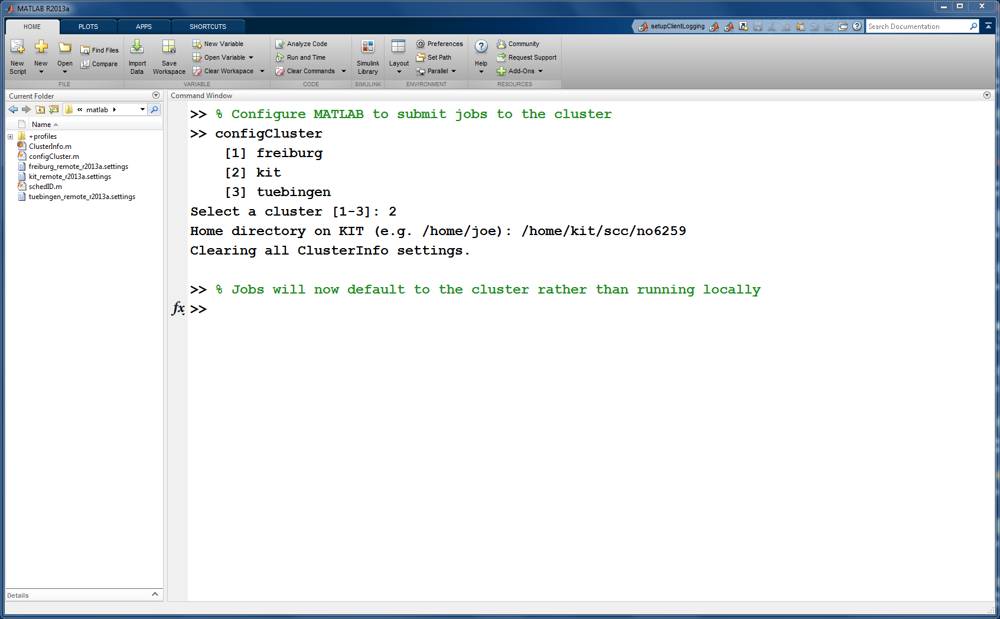 MATLAB R2013a
HOME PLOTS APPS SHORTCUTS
setupClientLogging
Search Documentation
New Script
New
Open
Find Files
Compare
FILE
Import Data
Save Workspace
New Variable
Open Variable
Clear Workspace
VARIABLE
Analyze Code
Run and Time
Clear Commands
CODE
Simulink Library
SIMULINK
Layout
Preferences
Set Path
Parallel
ENVIRONMENT
Help
Community
Request Support
Add-Ons
RESOURCES
Current Folder
« matlab
Name
+profiles
ClusterInfo.m
configCluster.m
freiburg_remote_r2013a.settings
kit_remote_r2013a.settings
schedID.m
tuebingen_remote_r2013a.settings
Details
Command Window
>> % Configure MATLAB to submit jobs to the cluster
>> configCluster
[1] freiburg
[2] kit
[3] tuebingen
Select a cluster [1-3]: 2
Home directory on KIT (e.g. /home/joe): /home/kit/scc/no6259
Clearing all ClusterInfo settings.
>> % Jobs will now default to the cluster rather than running locally
fx >>